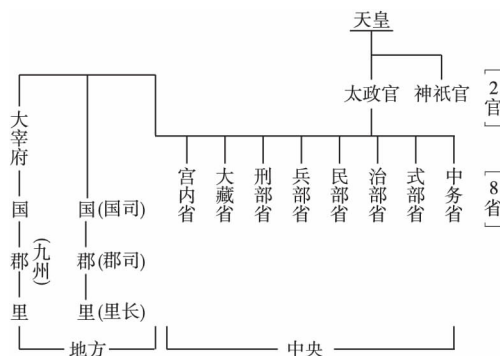 天皇
太政官
神祇官
2官
大宰府
国
(九州)
郡
里
国(国司)
郡(郡司)
里(里长)
宫内省
大藏省
刑部省
兵部省
民部省
治部省
式部省
中务省
8省
地方
中央